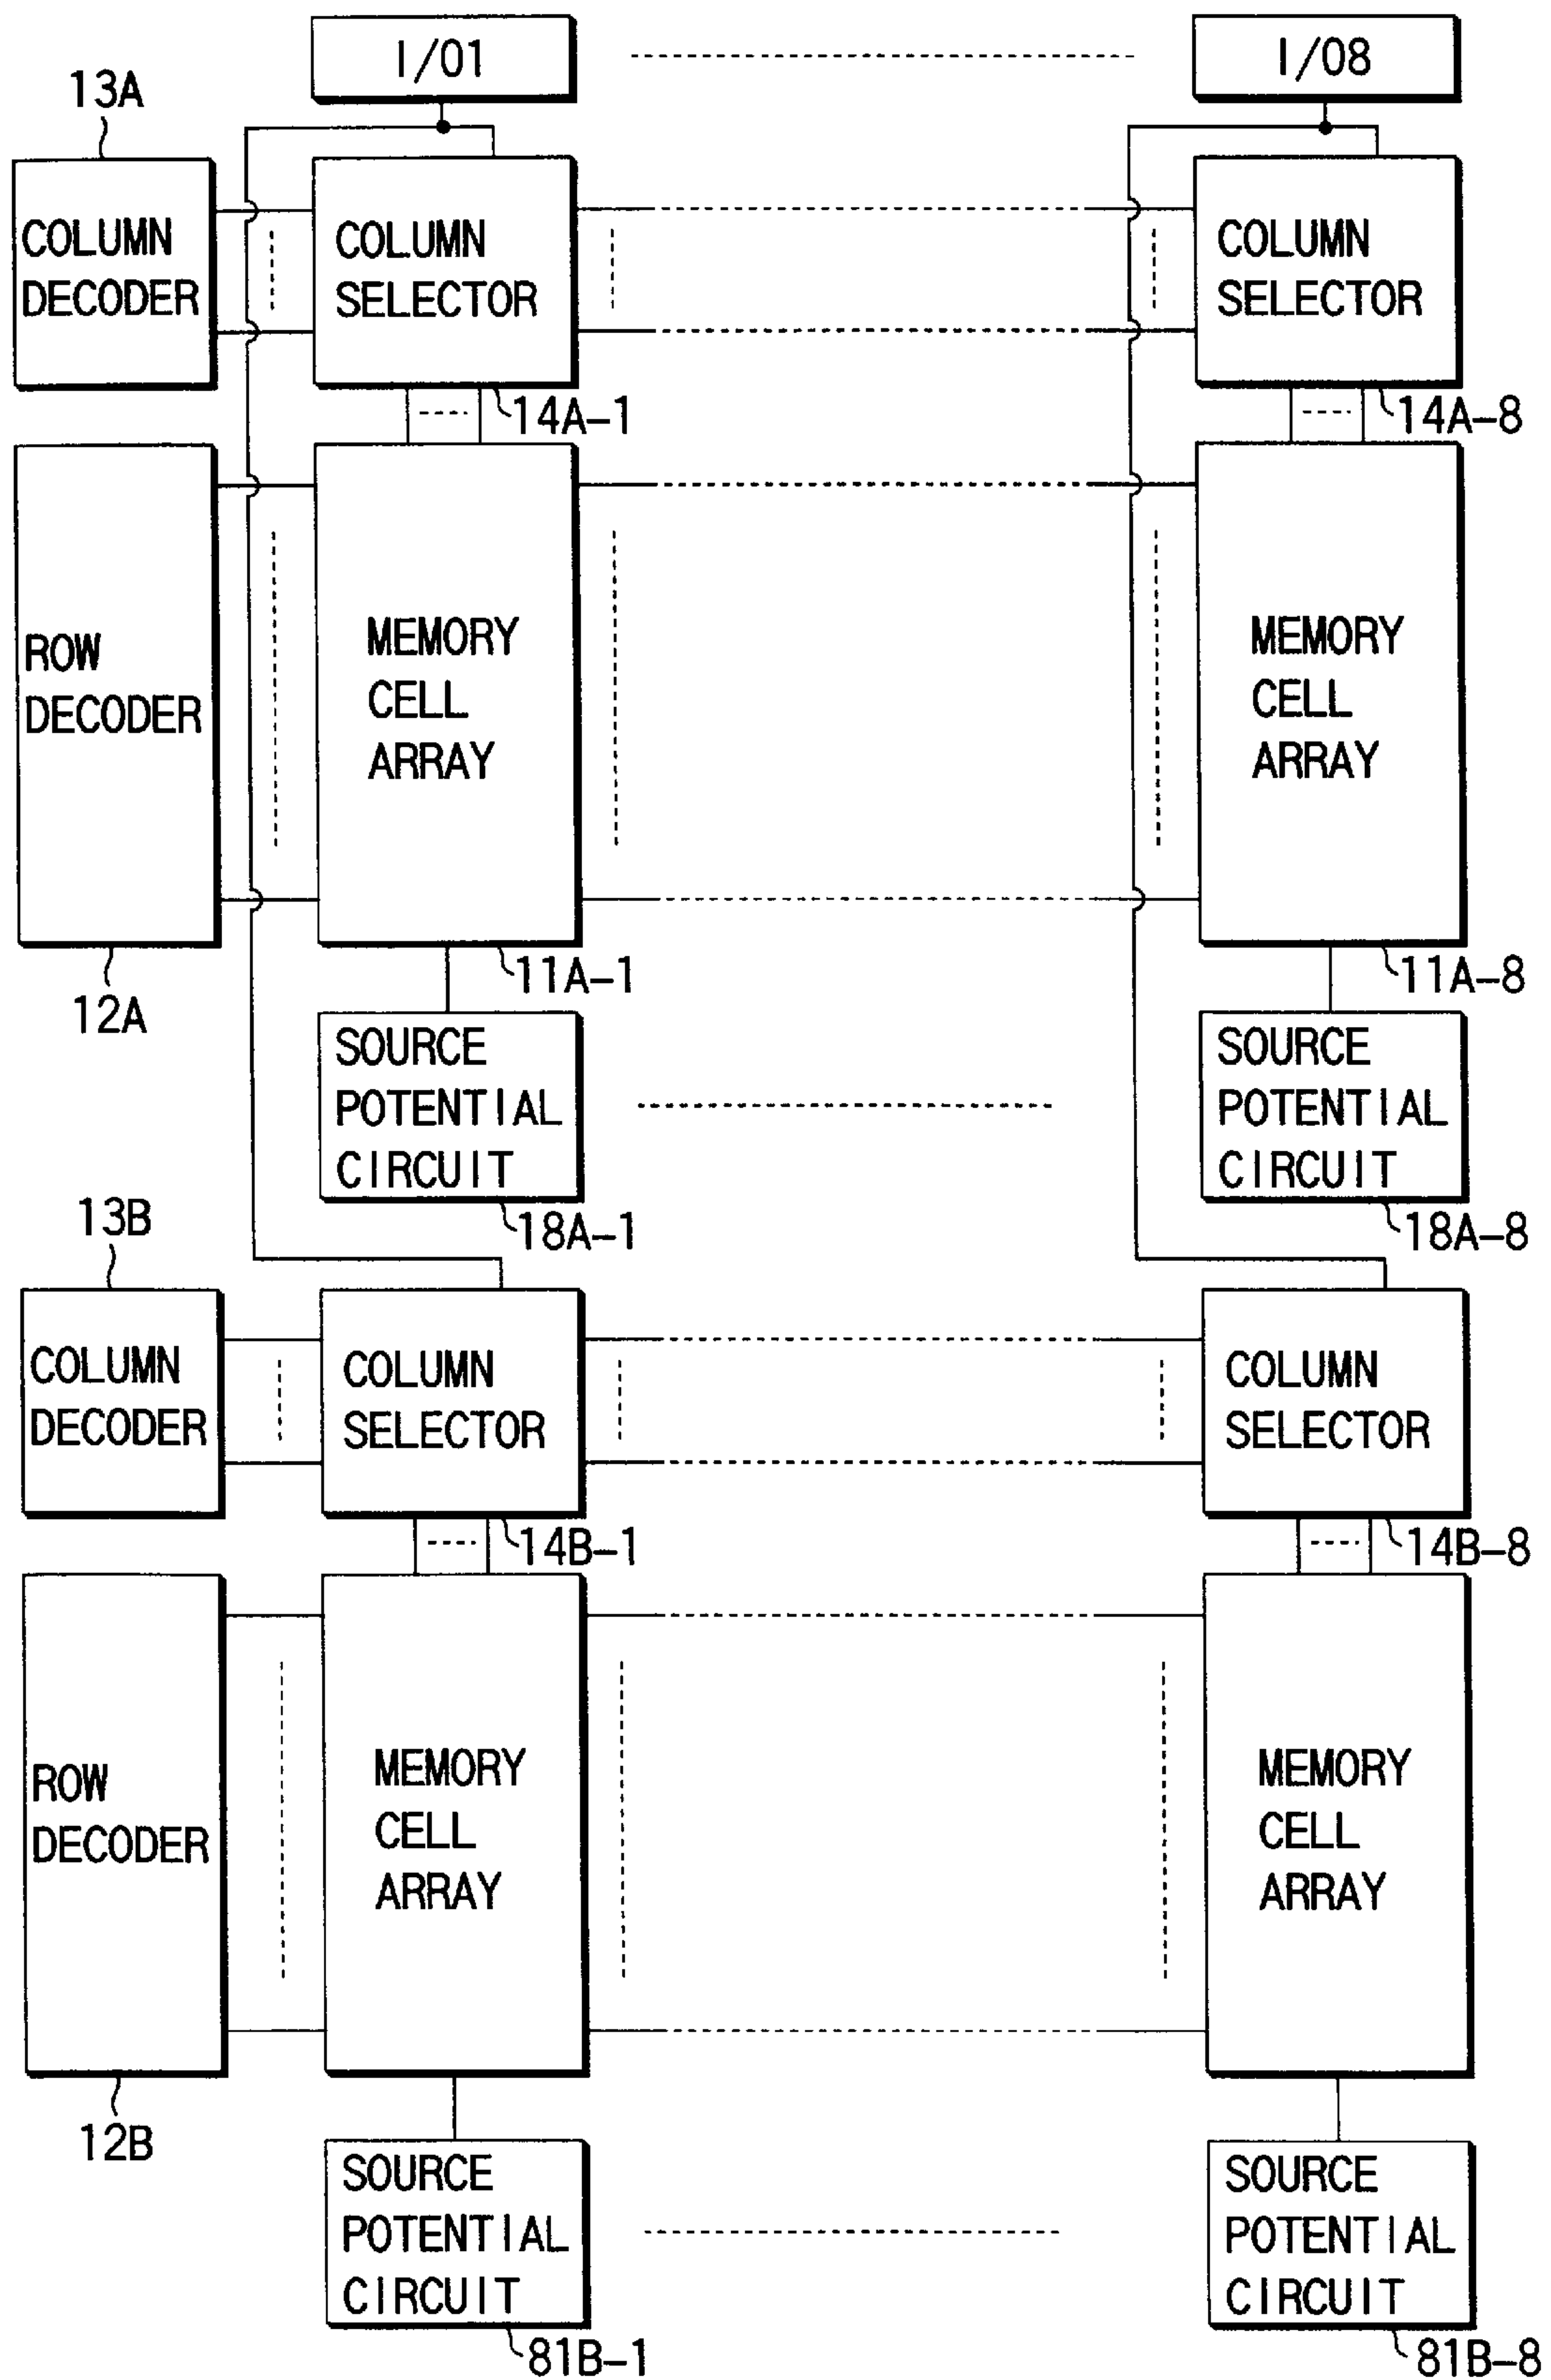 I/01
I/08
13A
COLUMN
DECODER
COLUMN
SELECTOR
COLUMN
SELECTOR
14A-1
14A-8
ROW
DECODER
MEMORY
CELL
ARRAY
MEMORY
CELL
ARRAY
12A
11A-1
11A-8
SOURCE
POTENTIAL
CIRCUIT
SOURCE
POTENTIAL
CIRCUIT
18A-1
18A-8
13B
COLUMN
DECODER
COLUMN
SELECTOR
COLUMN
SELECTOR
14B-1
14B-8
ROW
DECODER
MEMORY
CELL
ARRAY
MEMORY
CELL
ARRAY
12B
SOURCE
POTENTIAL
CIRCUIT
SOURCE
POTENTIAL
CIRCUIT
81B-1
81B-8